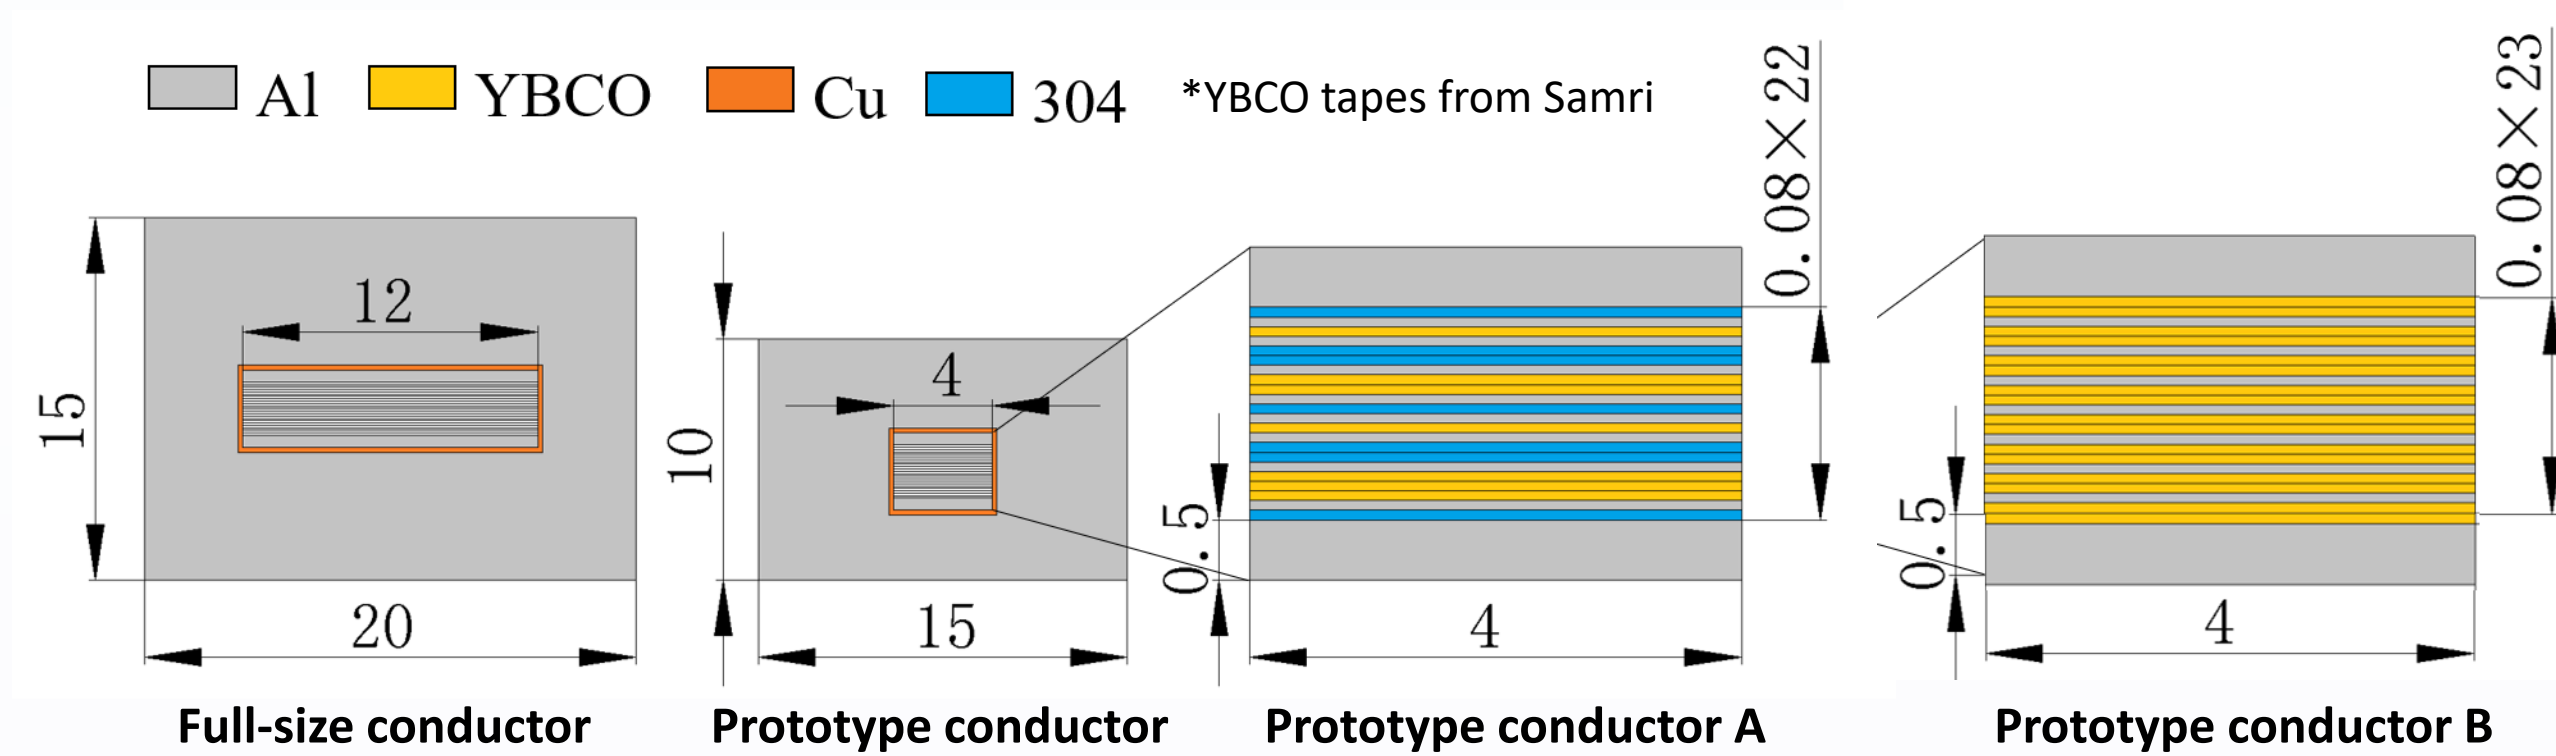 Al YBCO Cu 304 *YBCO tapes from Samri
0.08×22
0.08×23
12
15
20
4
10
15
0.5
4
0.5
4
Full-size conductor
Prototype conductor
Prototype conductor A
Prototype conductor B